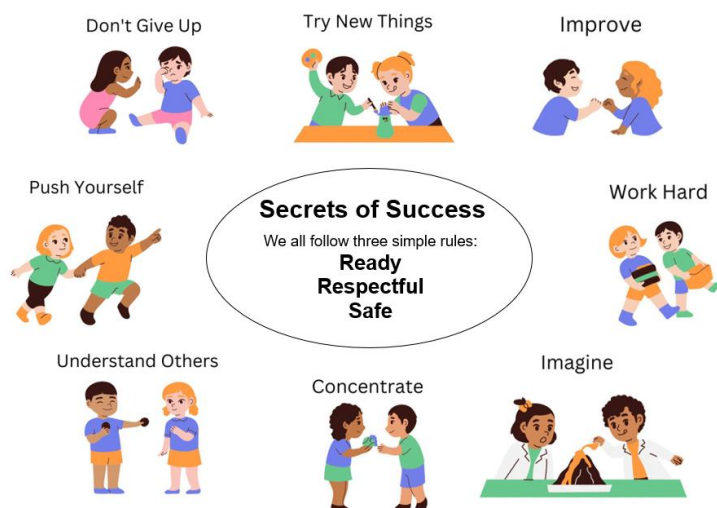 Don't Give Up
Try New Things
Improve
Push Yourself
Secrets of Success
We all follow three simple rules:
Ready
Respectful
Safe
Work Hard
Understand Others
Concentrate
Imagine